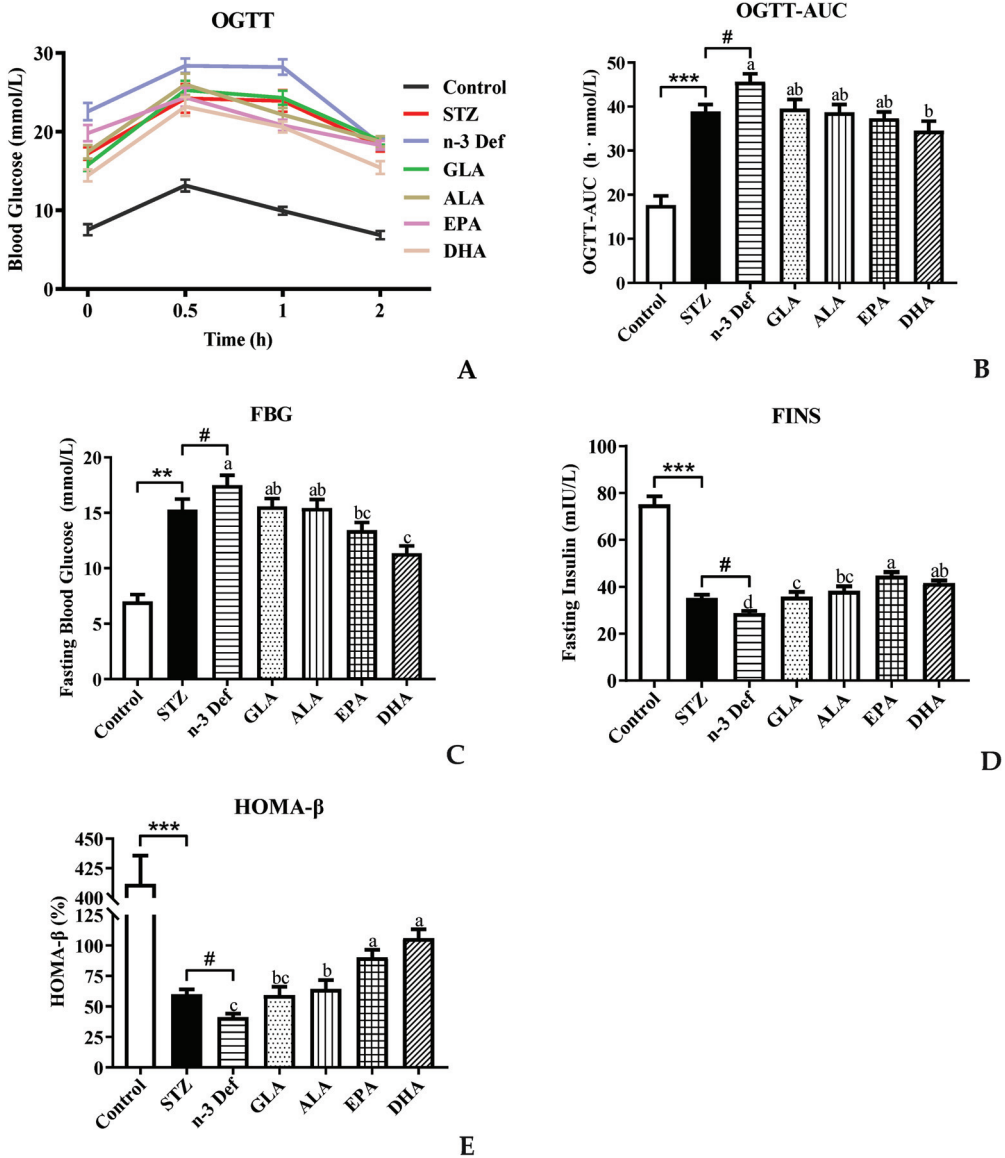 OGTT
Blood Glucose (mmol/L)
30
20
10
0
0
0.5
1
2
Time (h)
Control
STZ
n-3 Def
GLA
ALA
EPA
DHA
A
OGTT-AUC
OGTT-AUC (h · mmol/L)
50
40
30
20
10
0
***
#
a
ab
ab
ab
b
Control
STZ
n-3 Def
GLA
ALA
EPA
DHA
B
FBG
Fasting Blood Glucose (mmol/L)
20
15
10
5
0
**
#
a
ab
ab
bc
c
Control
STZ
n-3 Def
GLA
ALA
EPA
DHA
C
FINS
Fasting Insulin (mIU/L)
100
80
60
40
20
0
***
#
d
c
bc
a
ab
Control
STZ
n-3 Def
GLA
ALA
EPA
DHA
D
HOMA-β
HOMA-β (%)
450
425
400
125
100
75
50
25
0
***
#
c
bc
b
a
a
Control
STZ
n-3 Def
GLA
ALA
EPA
DHA
E